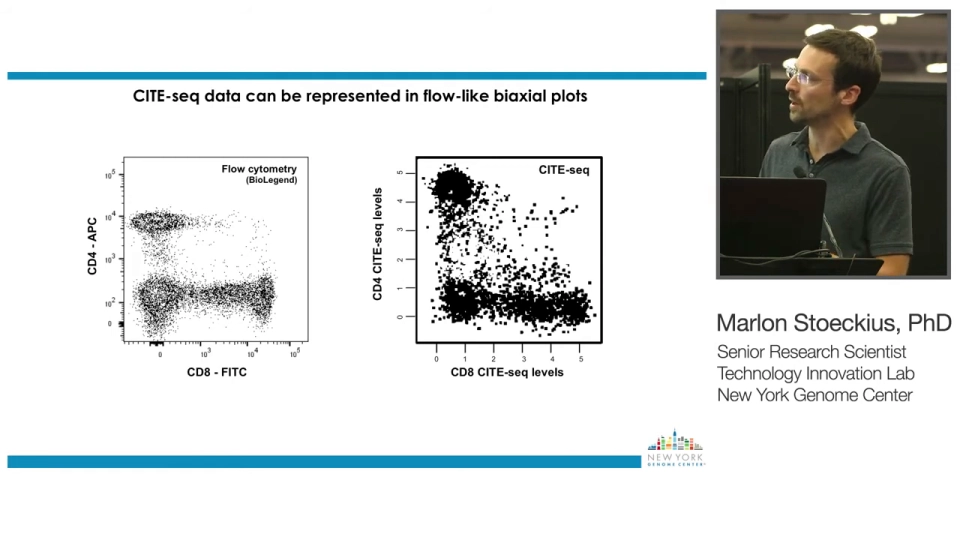 CITE-seq data can be represented in flow-like biaxial plots
Flow cytometry
(BioLegend)
CD4 - APC
10⁵
10⁴
10³
10²
0
0
10³
10⁴
10⁵
CD8 - FITC
CITE-seq
CD4 CITE-seq levels
5
4
3
2
1
0
0 1 2 3 4 5
CD8 CITE-seq levels
NEW YORK
GENOME CENTER
Marlon Stoeckius, PhD
Senior Research Scientist
Technology Innovation Lab
New York Genome Center